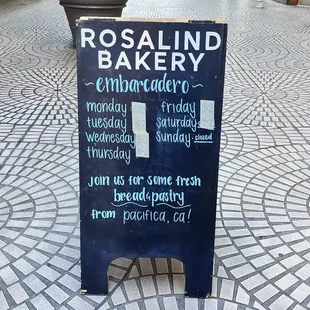 ROSALIND
BAKERY
~embarcadero~
monday friday
tuesday saturday
wednesday sunday-closed
thursday
join us for some fresh
bread & pastry
from pacifica, ca!